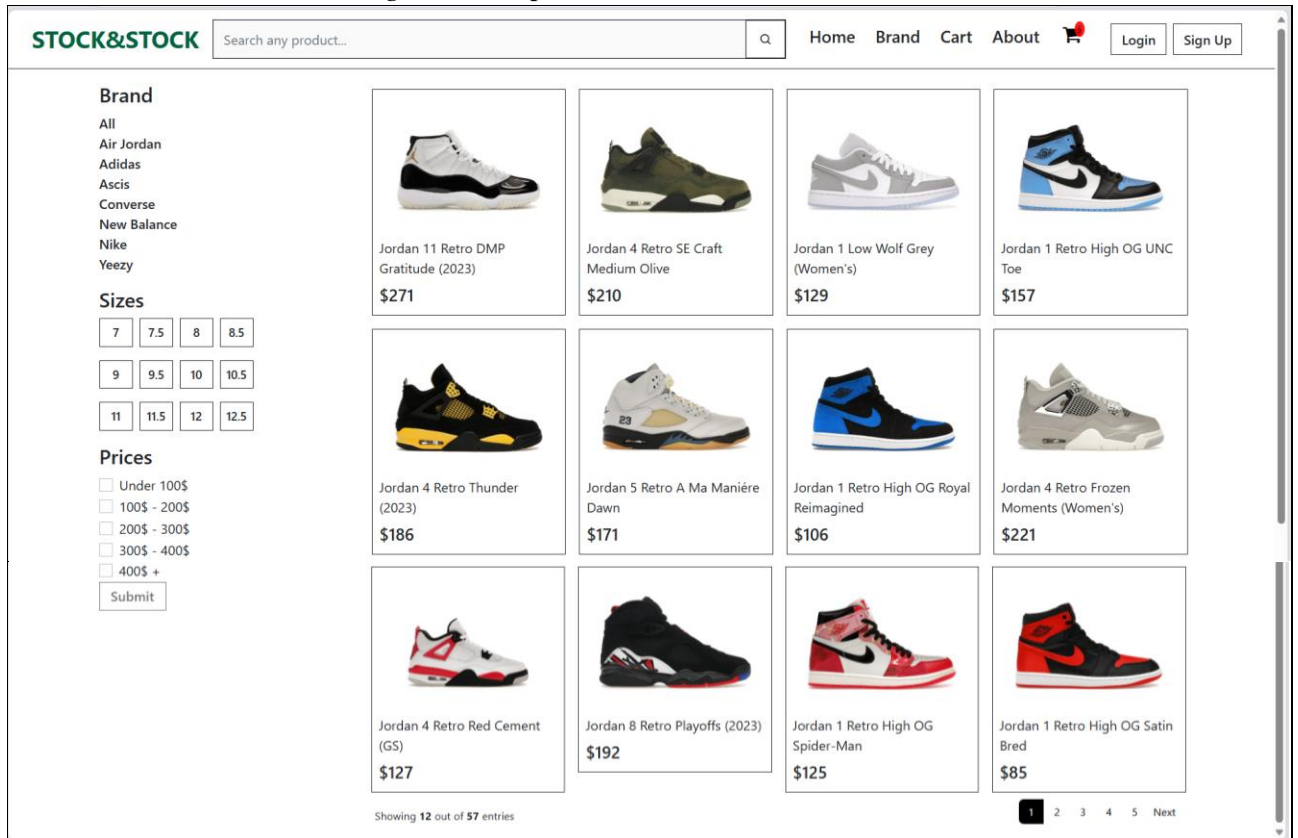 STOCK&STOCK
Search any product...
Home Brand Cart About
Login
Sign Up
Brand
All
Air Jordan
Adidas
Ascis
Converse
New Balance
Nike
Yeezy
Sizes
7 7.5 8 8.5
9 9.5 10 10.5
11 11.5 12 12.5
Prices
Under 100$
100$ - 200$
200$ - 300$
300$ - 400$
400$ +
Submit
Jordan 11 Retro DMP
Gratitude (2023)
$271
Jordan 4 Retro SE Craft
Medium Olive
$210
Jordan 1 Low Wolf Grey
(Women's)
$129
Jordan 1 Retro High OG UNC
Toe
$157
Jordan 4 Retro Thunder
(2023)
$186
23
Jordan 5 Retro A Ma Maniére
Dawn
$171
Jordan 1 Retro High OG Royal
Reimagined
$106
Jordan 4 Retro Frozen
Moments (Women's)
$221
Jordan 4 Retro Red Cement
(GS)
$127
Jordan 8 Retro Playoffs (2023)
$192
Jordan 1 Retro High OG
Spider-Man
$125
Jordan 1 Retro High OG Satin
Bred
$85
Showing 12 out of 57 entries
1 2 3 4 5 Next